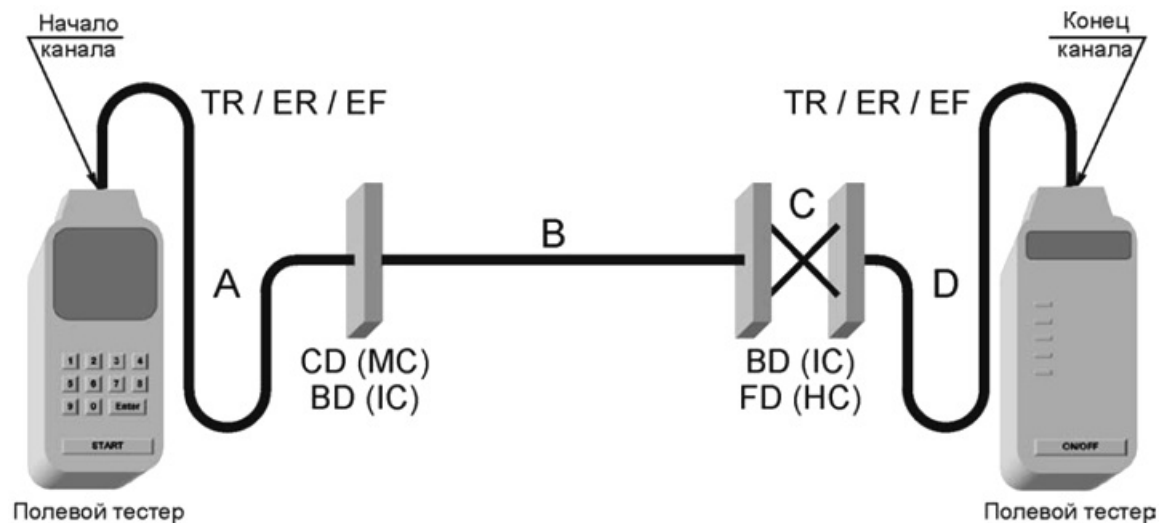 Начало
канала
Конец
канала
TR / ER / EF
TR / ER / EF
C
B
A
D
CD (MC)
BD (IC)
BD (IC)
FD (HC)
1 2 3 4
5 6 7 8
9 0 Enter
START
ON/OFF
Полевой тестер
Полевой тестер